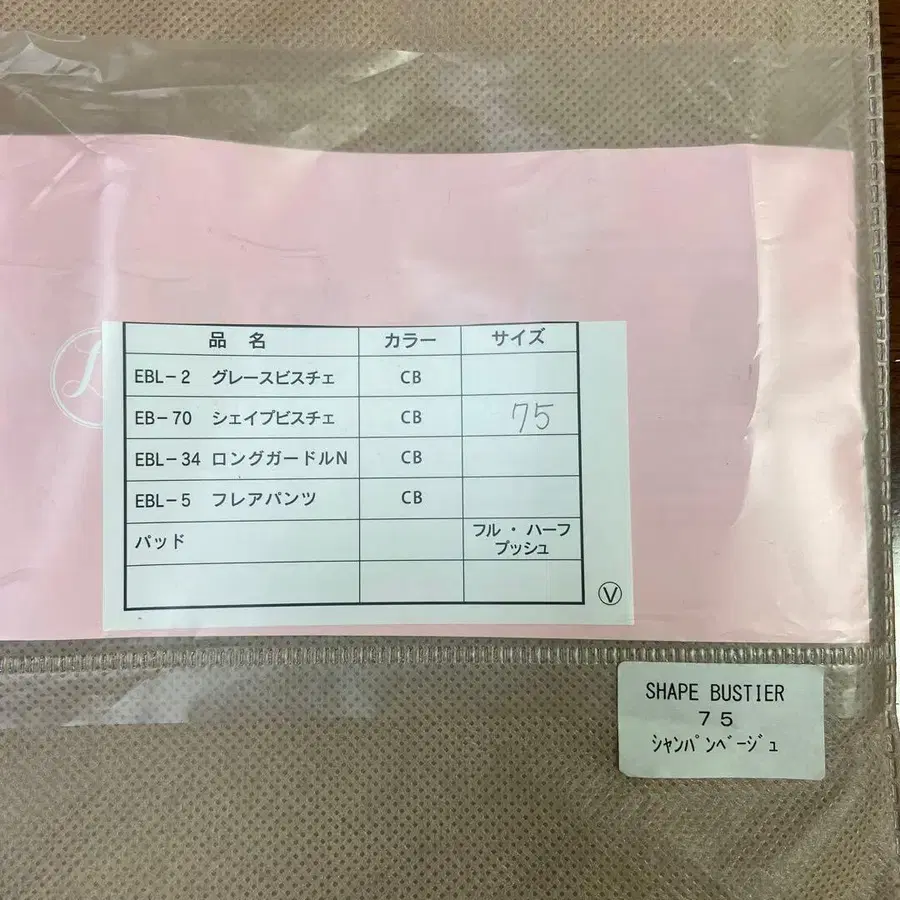 品 名 カラー サイズ
EBL-2 グレースビスチェ CB
EB-70 シェイプビスチェ CB 75
EBL-34 ロングガードルN CB
EBL-5 フレアパンツ CB
パッド フル・ハーフ
プッシュ
Ⓥ
SHAPE BUSTIER
75
シャンパンベージュ